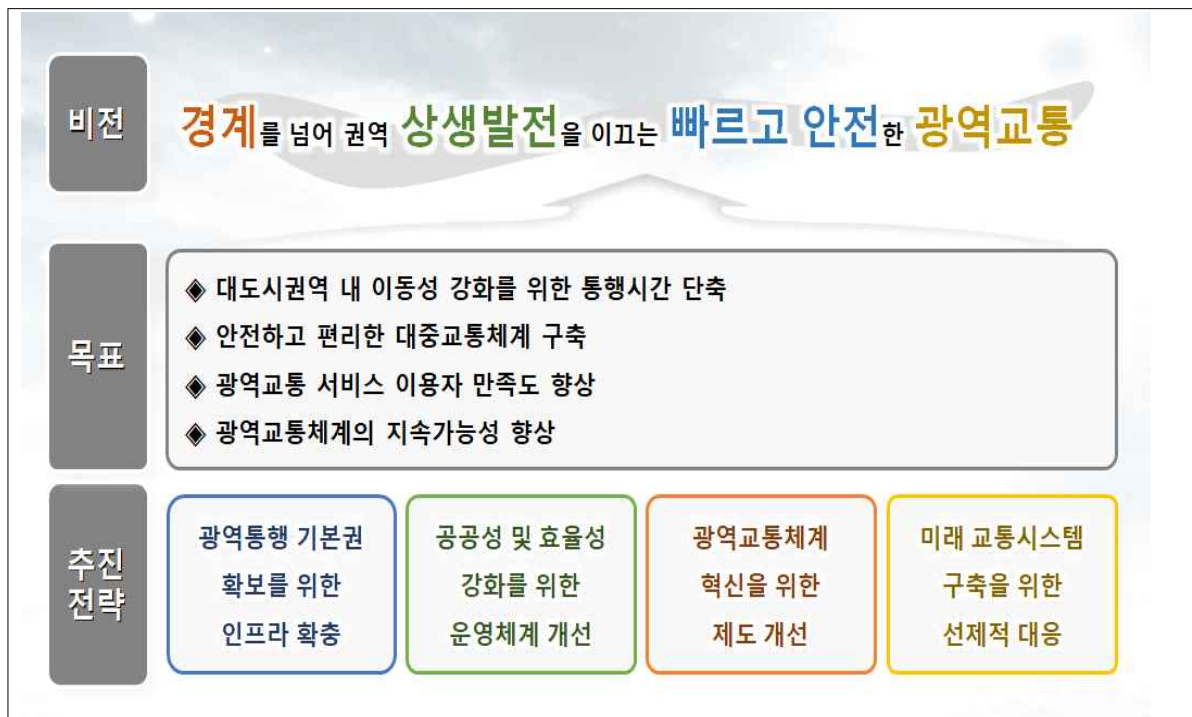 비전
경계를 넘어 권역 상생발전을 이끄는 빠르고 안전한 광역교통
목표
◈ 대도시권역 내 이동성 강화를 위한 통행시간 단축
◈ 안전하고 편리한 대중교통체계 구축
◈ 광역교통 서비스 이용자 만족도 향상
◈ 광역교통체계의 지속가능성 향상
추진
전략
광역통행 기본권
확보를 위한
인프라 확충
공공성 및 효율성
강화를 위한
운영체계 개선
광역교통체계
혁신을 위한
제도 개선
미래 교통시스템
구축을 위한
선제적 대응